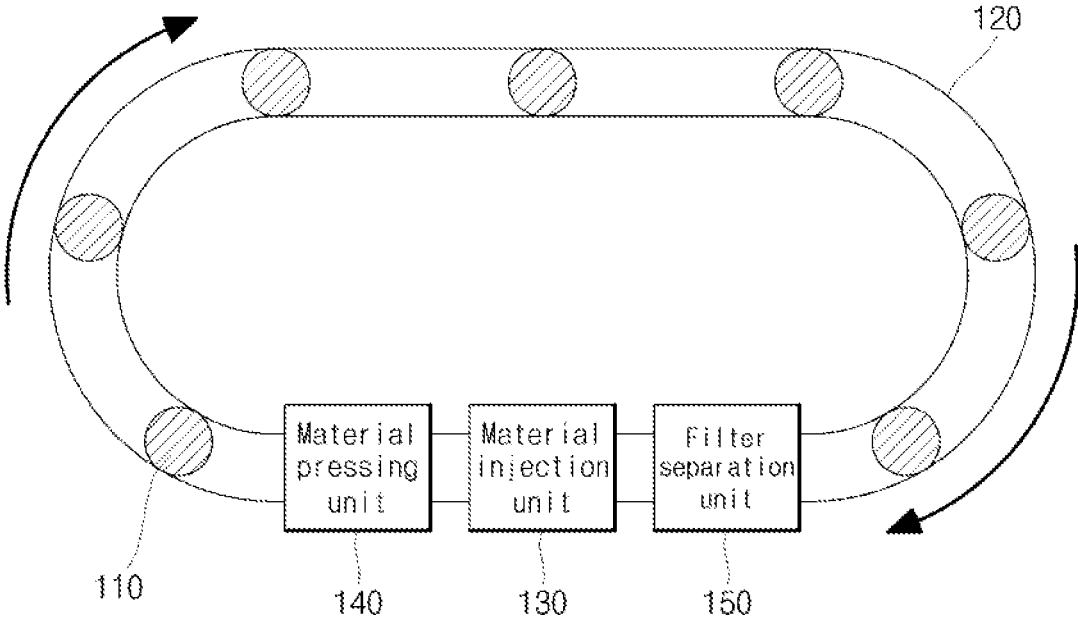 120
Material
pressing
unit
Material
injection
unit
Filter
separation
unit
110
140
130
150